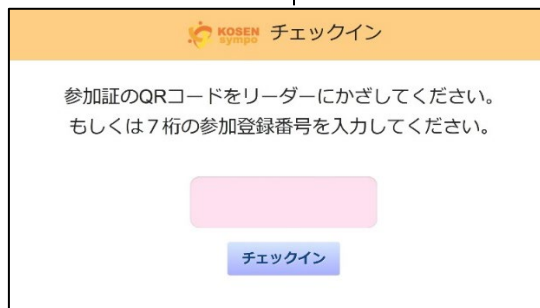 KOSEN
sympo
チェックイン
参加証のQRコードをリーダーにかざしてください。
もしくは７桁の参加登録番号を入力してください。
チェックイン